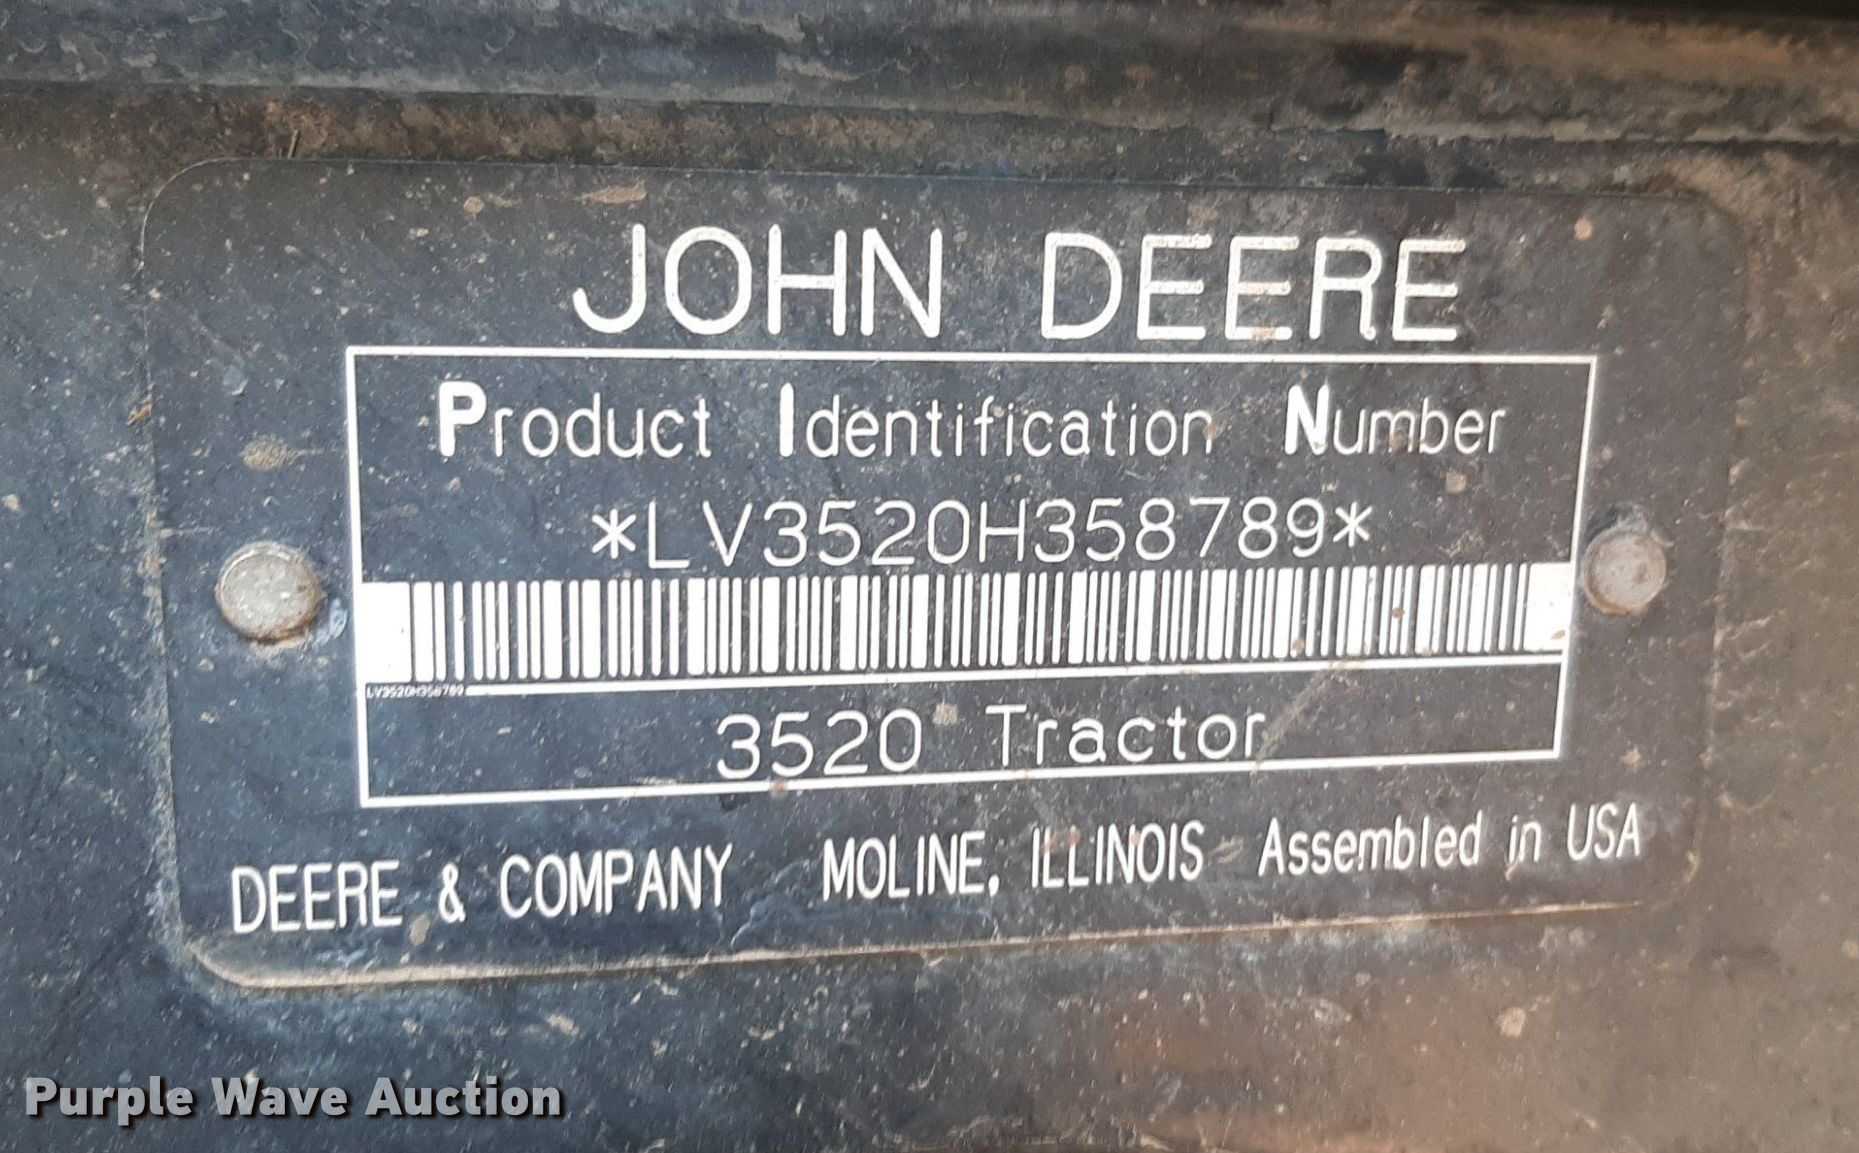 JOHN DEERE
Product Identification Number
*LV3520H358789*
LV3520H358789
3520 Tractor
DEERE & COMPANY MOLINE, ILLINOIS Assembled in USA
Purple Wave Auction